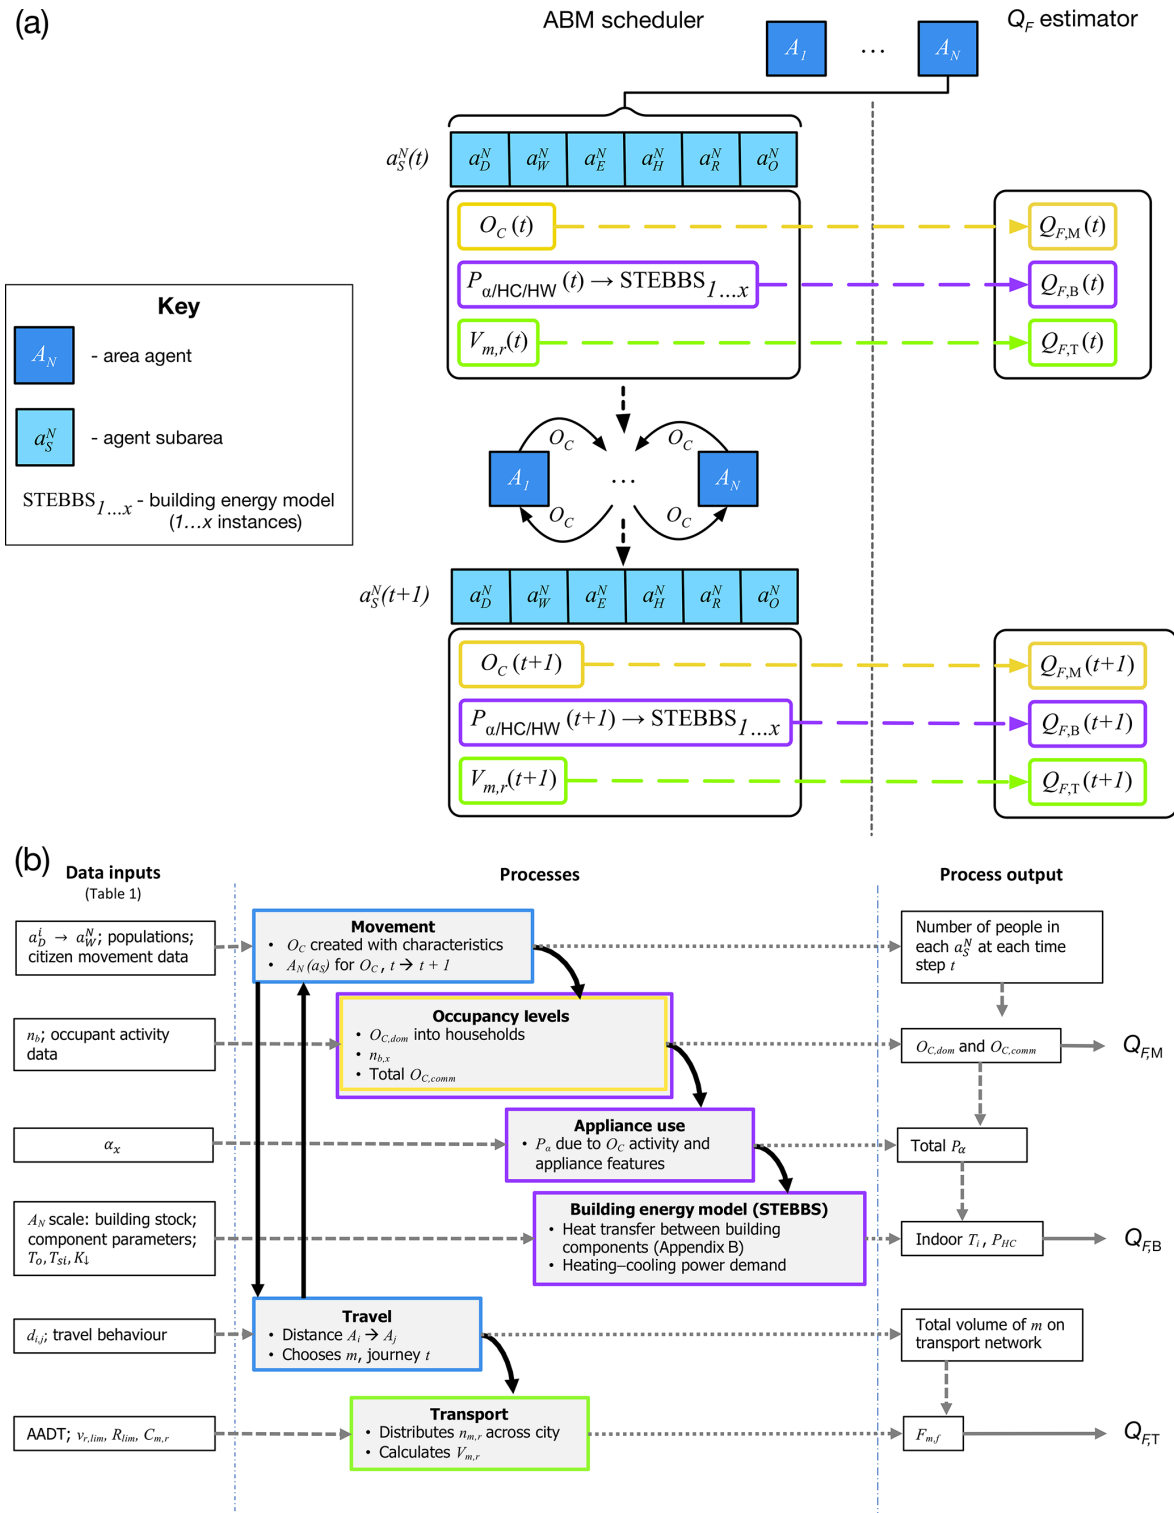 (a)
ABM scheduler
Q_F estimator
A_1 … A_N
a_S^N(t) a_D^N a_W^N a_E^N a_H^N a_R^N a_O^N
O_C (t)
Q_F,M (t)
P_α/HC/HW (t) → STEBBS_1…x
Q_F,B (t)
V_m,r (t)
Q_F,T (t)
Key
A_N - area agent
a_S^N - agent subarea
STEBBS_1…x - building energy model
(1…x instances)
O_C O_C
A_1 … A_N
O_C O_C
a_S^N(t+1) a_D^N a_W^N a_E^N a_H^N a_R^N a_O^N
O_C (t+1)
Q_F,M (t+1)
P_α/HC/HW (t+1) → STEBBS_1…x
Q_F,B (t+1)
V_m,r (t+1)
Q_F,T (t+1)
(b)
Data inputs
(Table 1)
Processes
Process output
a_D^i → a_W^N; populations;
citizen movement data
Movement
• O_C created with characteristics
• A_N(a_S) for O_C , t → t + 1
Number of people in
each a_S^N at each time
step t
n_b; occupant activity
data
Occupancy levels
• O_C,dom into households
• n_b,x
• Total O_C,comm
O_C,dom and O_C,comm
Q_F,M
α_x
Appliance use
• P_α due to O_C activity and
appliance features
Total P_α
A_N scale: building stock;
component parameters;
T_o, T_si, K↓
Building energy model (STEBBS)
• Heat transfer between building
components (Appendix B)
• Heating–cooling power demand
Indoor T_i , P_HC
Q_F,B
d_i,j; travel behaviour
Travel
• Distance A_i → A_j
• Chooses m, journey t
Total volume of m on
transport network
AADT; v_r,lim, R_lim, C_m,r
Transport
• Distributes n_m,r across city
• Calculates V_m,r
F_m,f
Q_F,T